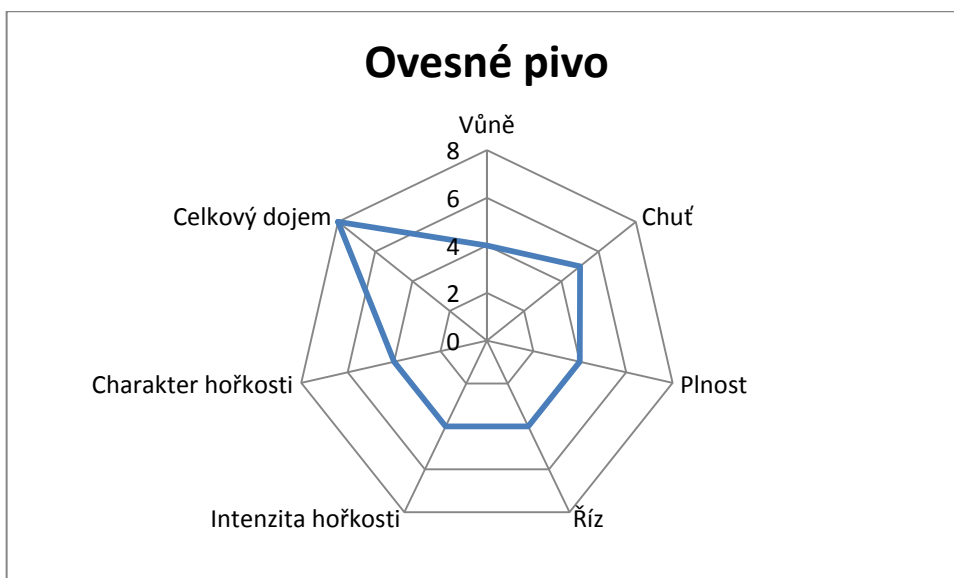 Ovesné pivo
Vůně
8
6
4
2
0
Chuť
Plnost
Říz
Intenzita hořkosti
Charakter hořkosti
Celkový dojem